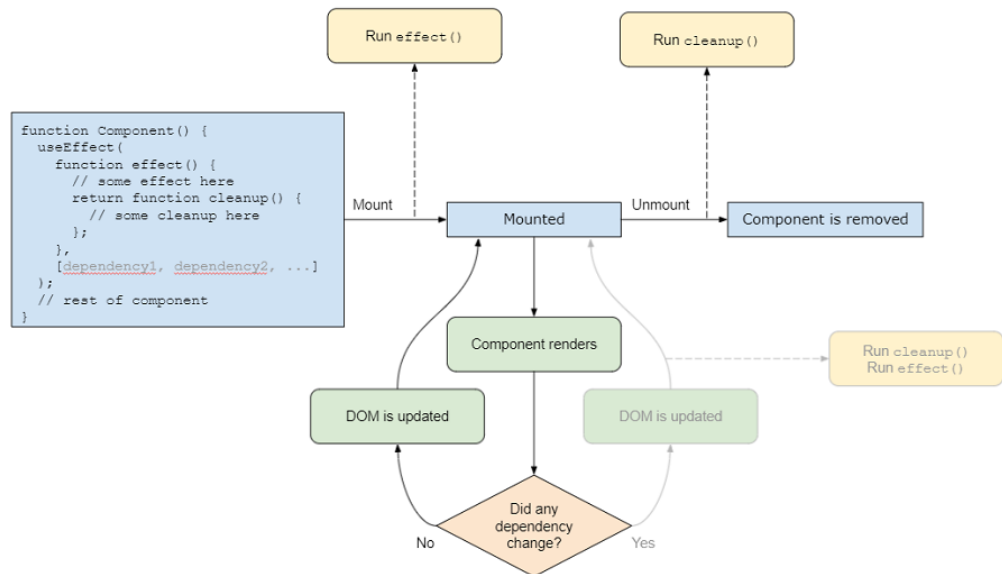 Run effect()
Run cleanup()
function Component() {
  useEffect(
    function effect() {
      // some effect here
      return function cleanup() {
        // some cleanup here
      };
    },
    [dependency1, dependency2, ...]
  );
  // rest of component
}
Mount
Mounted
Unmount
Component is removed
Component renders
Run cleanup()
Run effect()
DOM is updated
DOM is updated
Did any
dependency
change?
No
Yes